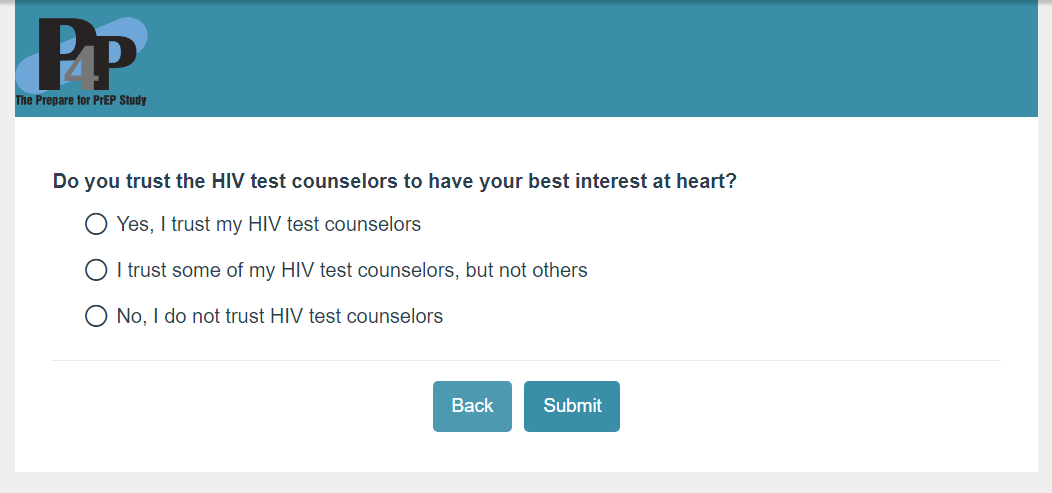 P4P
The Prepare for PrEP Study
Do you trust the HIV test counselors to have your best interest at heart?
Yes, I trust my HIV test counselors
I trust some of my HIV test counselors, but not others
No, I do not trust HIV test counselors
Back Submit